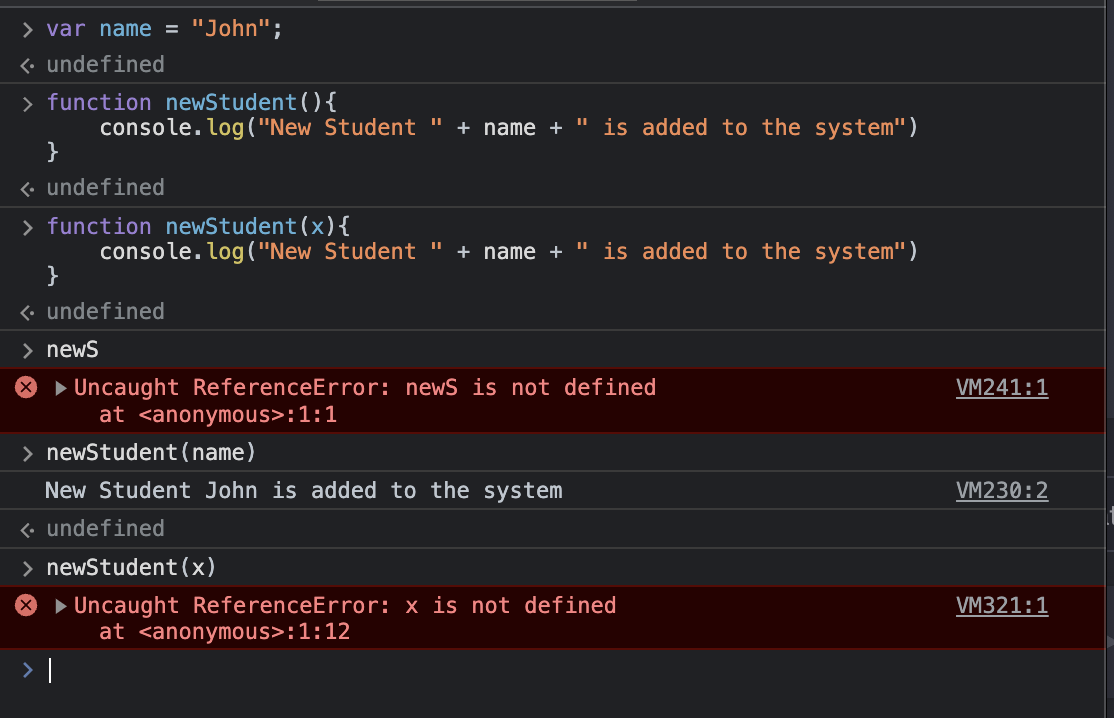 > var name = "John";
<· undefined
> function newStudent(){
    console.log("New Student " + name + " is added to the system")
}
<· undefined
> function newStudent(x){
    console.log("New Student " + name + " is added to the system")
}
<· undefined
> newS
Uncaught ReferenceError: newS is not defined VM241:1
    at <anonymous>:1:1
> newStudent(name)
New Student John is added to the system VM230:2
<· undefined
> newStudent(x)
Uncaught ReferenceError: x is not defined VM321:1
    at <anonymous>:1:12
>